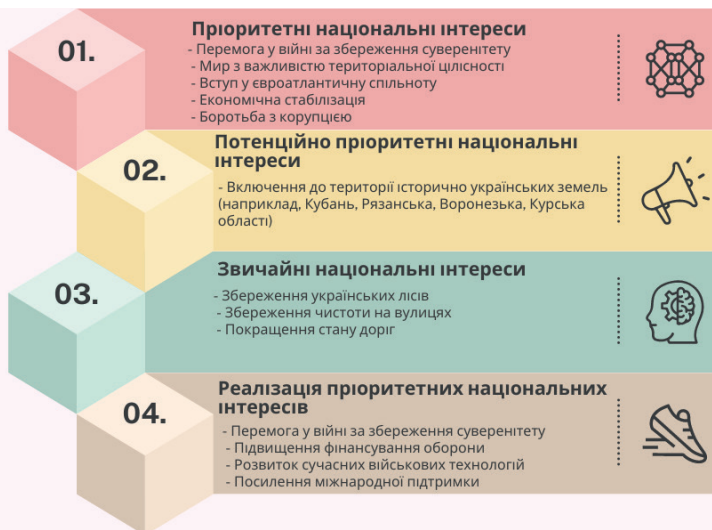 01.
Пріоритетні національні інтереси
- Перемога у війні за збереження суверенітету
- Мир з важливістю територіальної цілісності
- Вступ у євроатлантичну спільноту
- Економічна стабілізація
- Боротьба з корупцією
02.
Потенційно пріоритетні національні
інтереси
- Включення до території історично українських земель
(наприклад, Кубань, Рязанська, Воронезька, Курська
області)
03.
Звичайні національні інтереси
- Збереження українських лісів
- Збереження чистоти на вулицях
- Покращення стану доріг
04.
Реалізація пріоритетних національних
інтересів
- Перемога у війні за збереження суверенітету
- Підвищення фінансування оборони
- Розвиток сучасних військових технологій
- Посилення міжнародної підтримки